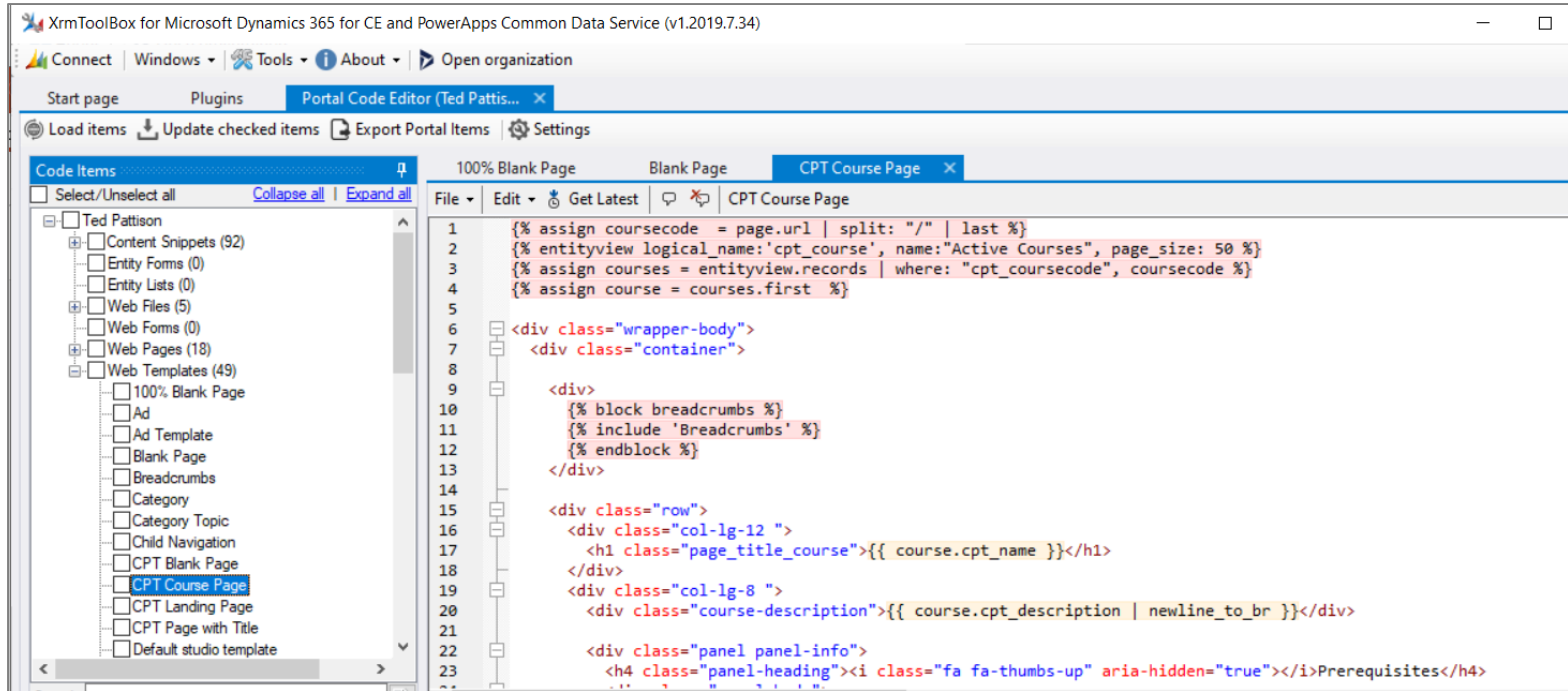 XrmToolBox for Microsoft Dynamics 365 for CE and PowerApps Common Data Service (v1.2019.7.34)
Connect Windows Tools About Open organization
Start page Plugins Portal Code Editor (Ted Pattis...
Load items Update checked items Export Portal Items Settings
Code Items
Select/Unselect all Collapse all | Expand all
Ted Pattison
Content Snippets (92)
Entity Forms (0)
Entity Lists (0)
Web Files (5)
Web Forms (0)
Web Pages (18)
Web Templates (49)
100% Blank Page
Ad
Ad Template
Blank Page
Breadcrumbs
Category
Category Topic
Child Navigation
CPT Blank Page
CPT Course Page
CPT Landing Page
CPT Page with Title
Default studio template
100% Blank Page Blank Page CPT Course Page
File Edit Get Latest CPT Course Page
1 {% assign coursecode  = page.url | split: "/" | last %}
2 {% entityview logical_name:'cpt_course', name:"Active Courses", page_size: 50 %}
3 {% assign courses = entityview.records | where: "cpt_coursecode", coursecode %}
4 {% assign course = courses.first  %}
5
6 <div class="wrapper-body">
7 <div class="container">
8
9 <div>
10 {% block breadcrumbs %}
11 {% include 'Breadcrumbs' %}
12 {% endblock %}
13 </div>
14
15 <div class="row">
16 <div class="col-lg-12 ">
17 <h1 class="page_title_course">{{ course.cpt_name }}</h1>
18 </div>
19 <div class="col-lg-8 ">
20 <div class="course-description">{{ course.cpt_description | newline_to_br }}</div>
21
22 <div class="panel panel-info">
23 <h4 class="panel-heading"><i class="fa fa-thumbs-up" aria-hidden="true"></i>Prerequisites</h4>